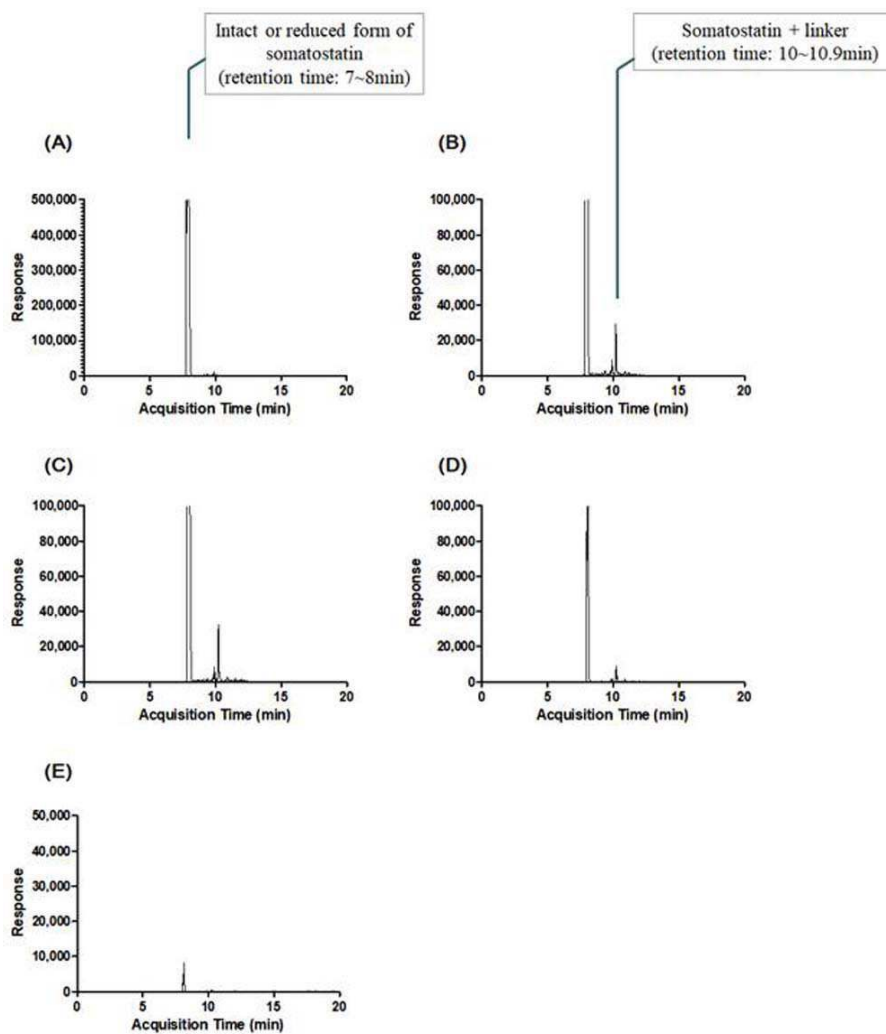 Intact or reduced form of
somatostatin
(retention time: 7~8min)
Somatostatin + linker
(retention time: 10~10.9min)
(A)
500,000
400,000
300,000
200,000
100,000
0
Response
0 5 10 15 20
Acquisition Time (min)
(B)
100,000
80,000
60,000
40,000
20,000
0
Response
0 5 10 15 20
Acquisition Time (min)
(C)
100,000
80,000
60,000
40,000
20,000
0
Response
0 5 10 15 20
Acquisition Time (min)
(D)
100,000
80,000
60,000
40,000
20,000
0
Response
0 5 10 15 20
Acquisition Time (min)
(E)
50,000
40,000
30,000
20,000
10,000
0
Response
0 5 10 15 20
Acquisition Time (min)